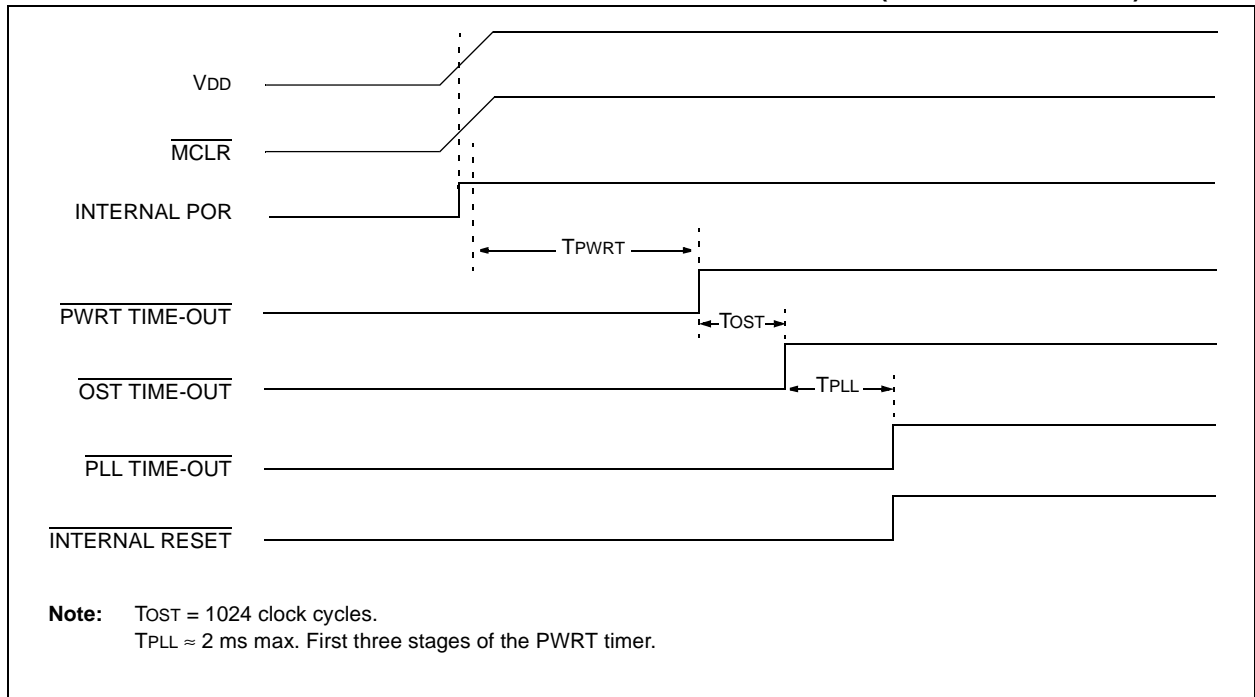 VDD
MCLR
INTERNAL POR
TPWRT
PWRT TIME-OUT
TOST
OST TIME-OUT
TPLL
PLL TIME-OUT
INTERNAL RESET
Note: TOST = 1024 clock cycles.
TPLL ≈ 2 ms max. First three stages of the PWRT timer.